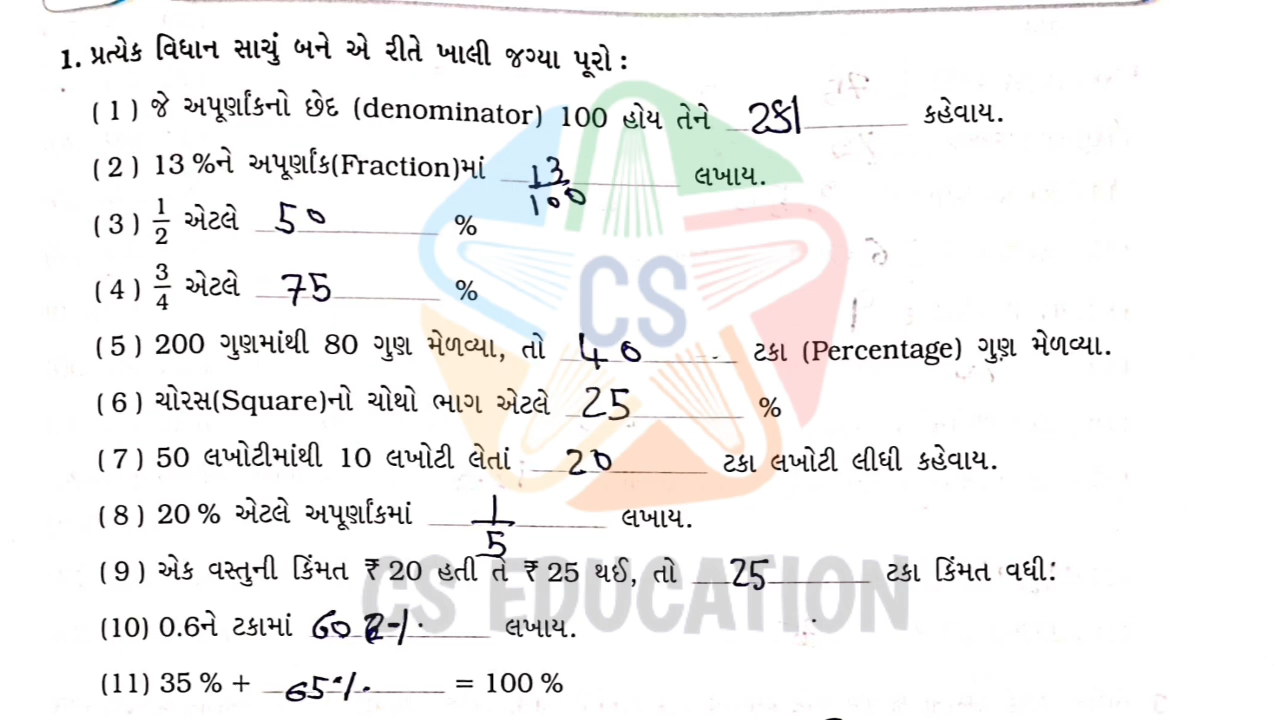 1. પ્રત્યેક વિધાન સાચું બને એ રીતે ખાલી જગ્યા પૂરો :
(1) જે અપૂર્ણાંકનો છેદ (denominator) 100 હોય તેને ટકા કહેવાય.
(2) 13 %ને અપૂર્ણાંક(Fraction)માં 13/100 લખાય.
(3) 1/2 એટલે 50 %
(4) 3/4 એટલે 75 %
(5) 200 ગુણમાંથી 80 ગુણ મેળવ્યા, તો 40 ટકા (Percentage) ગુણ મેળવ્યા.
(6) ચોરસ(Square)નો ચોથો ભાગ એટલે 25 %
(7) 50 લખોટીમાંથી 10 લખોટી લેતાં 20 ટકા લખોટી લીધી કહેવાય.
(8) 20 % એટલે અપૂર્ણાંકમાં 1/5 લખાય.
(9) એક વસ્તુની કિંમત ₹ 20 હતી તે ₹ 25 થઈ, તો 25 ટકા કિંમત વધી.
(10) 0.6ને ટકામાં 60 % લખાય.
(11) 35 % + 65 % = 100 %
CS
CS EDUCATION